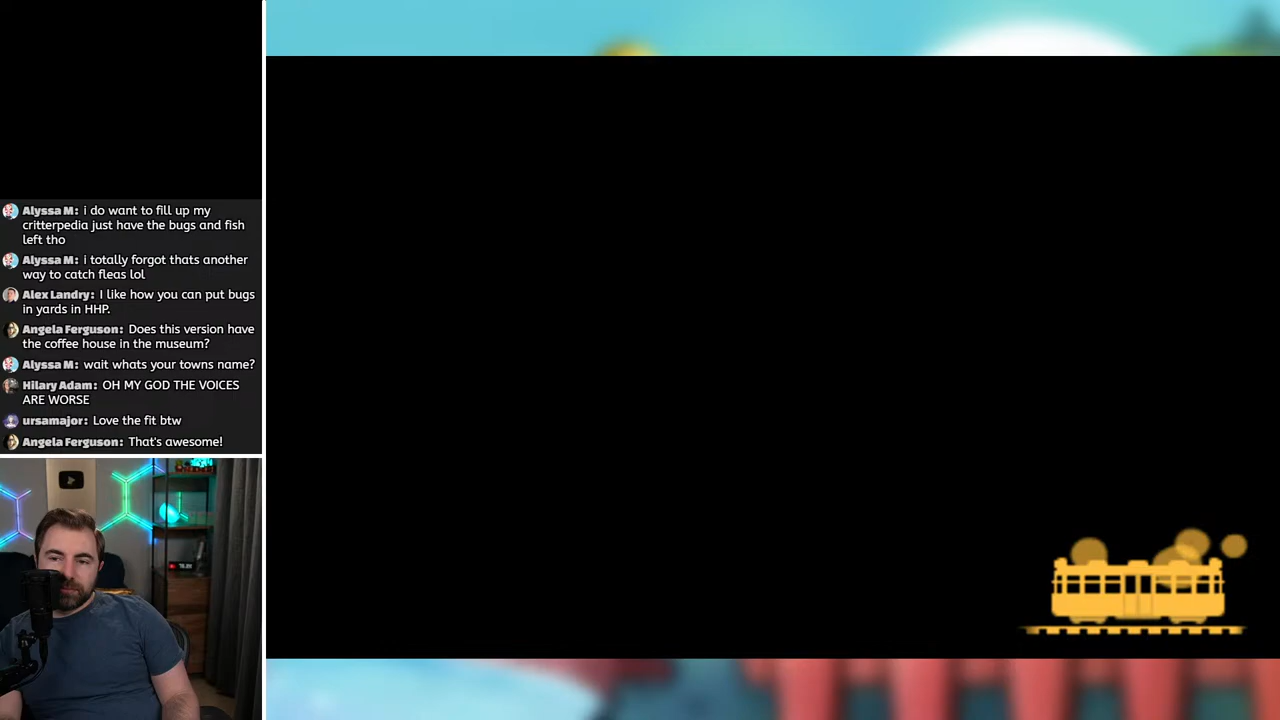 Alyssa M: i do want to fill up my
critterpedia just have the bugs and fish
left tho
Alyssa M: i totally forgot thats another
way to catch fleas lol
Alex Landry: I like how you can put bugs
in yards in HHP.
Angela Ferguson: Does this version have
the coffee house in the museum?
Alyssa M: wait whats your towns name?
Hilary Adam: OH MY GOD THE VOICES
ARE WORSE
ursamajor: Love the fit btw
Angela Ferguson: That's awesome!